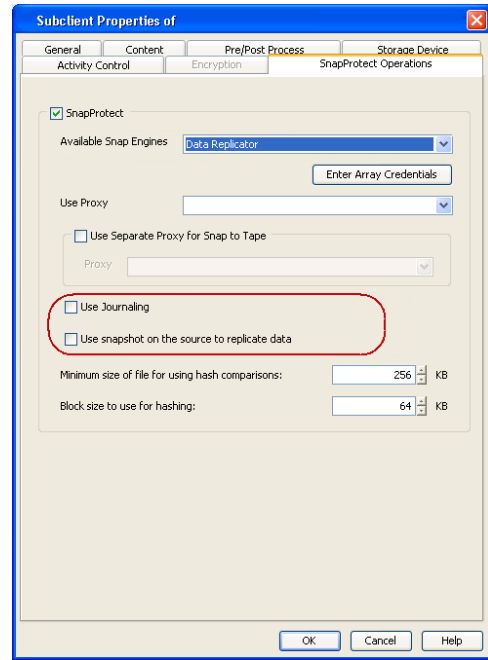 Subclient Properties of
General Content Pre/Post Process Storage Device
Activity Control Encryption SnapProtect Operations
SnapProtect
Available Snap Engines Data Replicator
Enter Array Credentials
Use Proxy
Use Separate Proxy for Snap to Tape
Proxy
Use Journaling
Use snapshot on the source to replicate data
Minimum size of file for using hash comparisons: 256 KB
Block size to use for hashing: 64 KB
OK Cancel Help